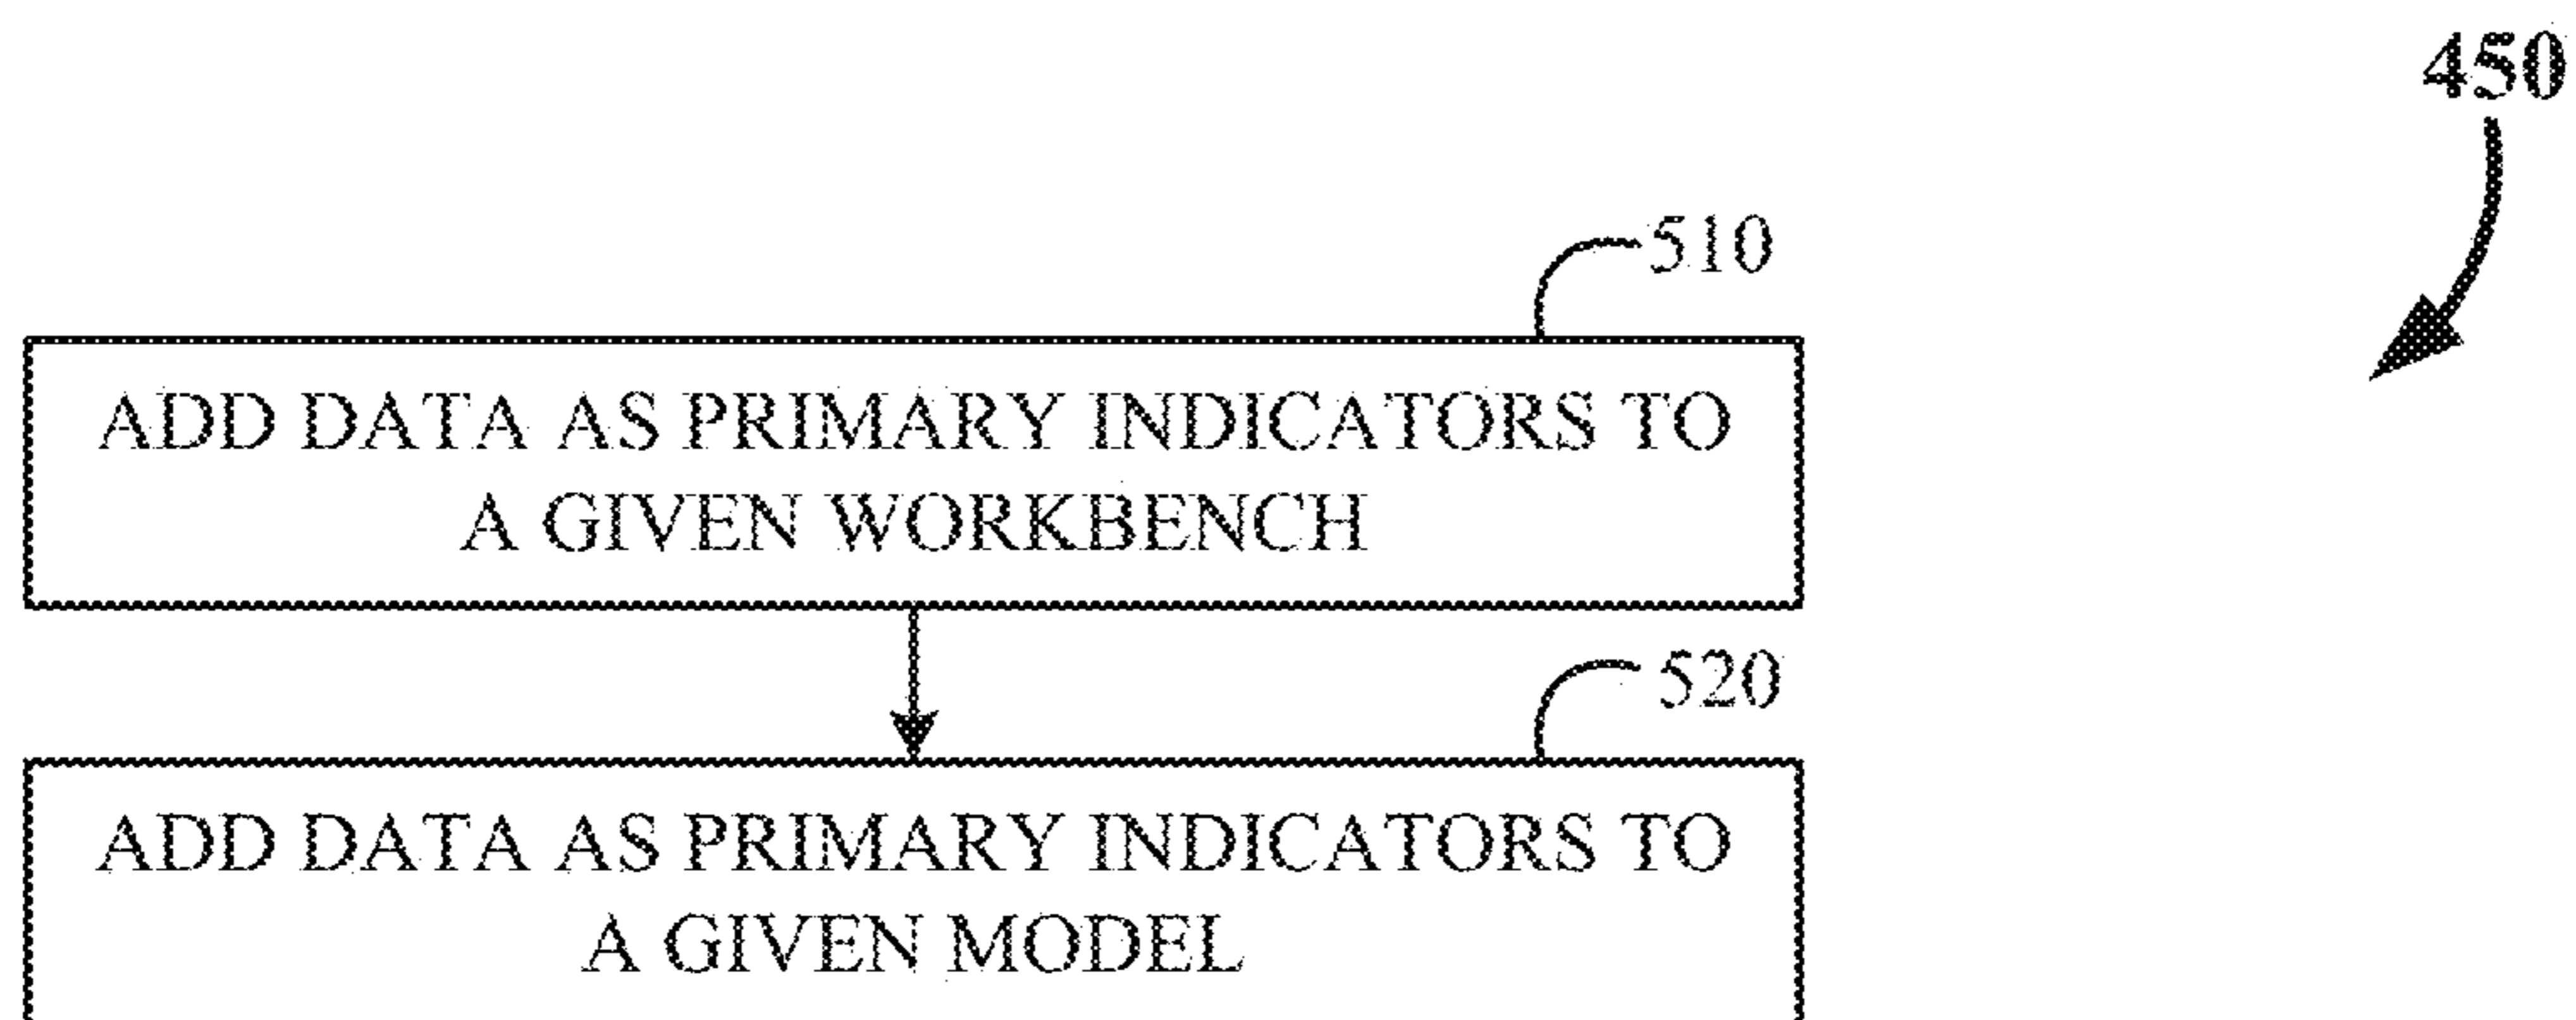 450
510
ADD DATA AS PRIMARY INDICATORS TO
A GIVEN WORKBENCH
520
ADD DATA AS PRIMARY INDICATORS TO
A GIVEN MODEL